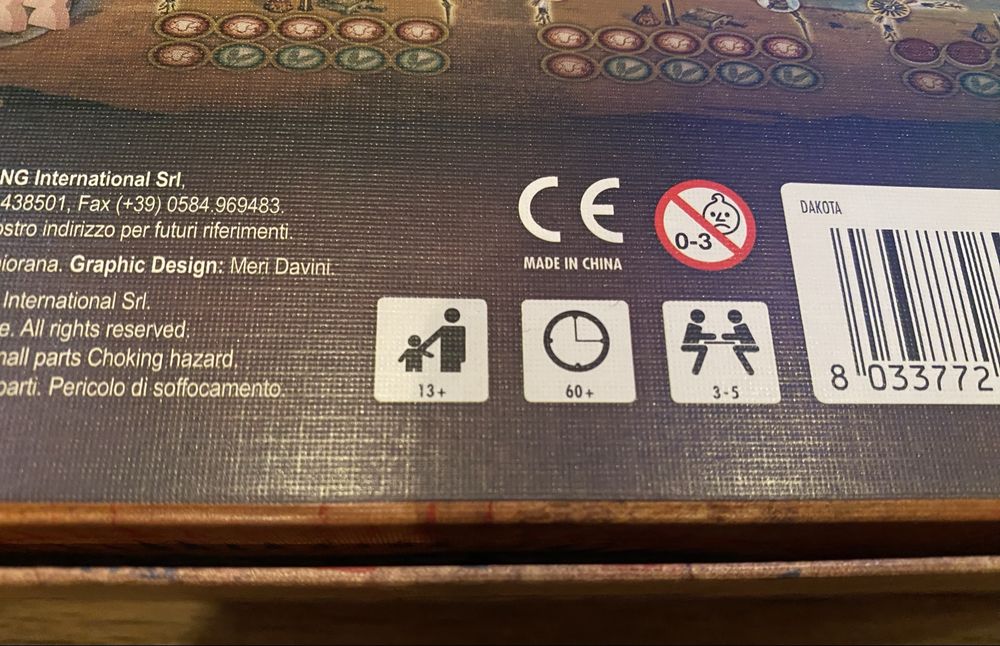 NG International Srl,
438501, Fax (+39) 0584.969483.
ostro indirizzo per futuri riferimenti.
iorana. Graphic Design: Meri Davini.
International Srl.
e. All rights reserved.
mall parts Choking hazard.
parti. Pericolo di soffocamento.
CE
MADE IN CHINA
0-3
13+
60+
3-5
DAKOTA
8 033772